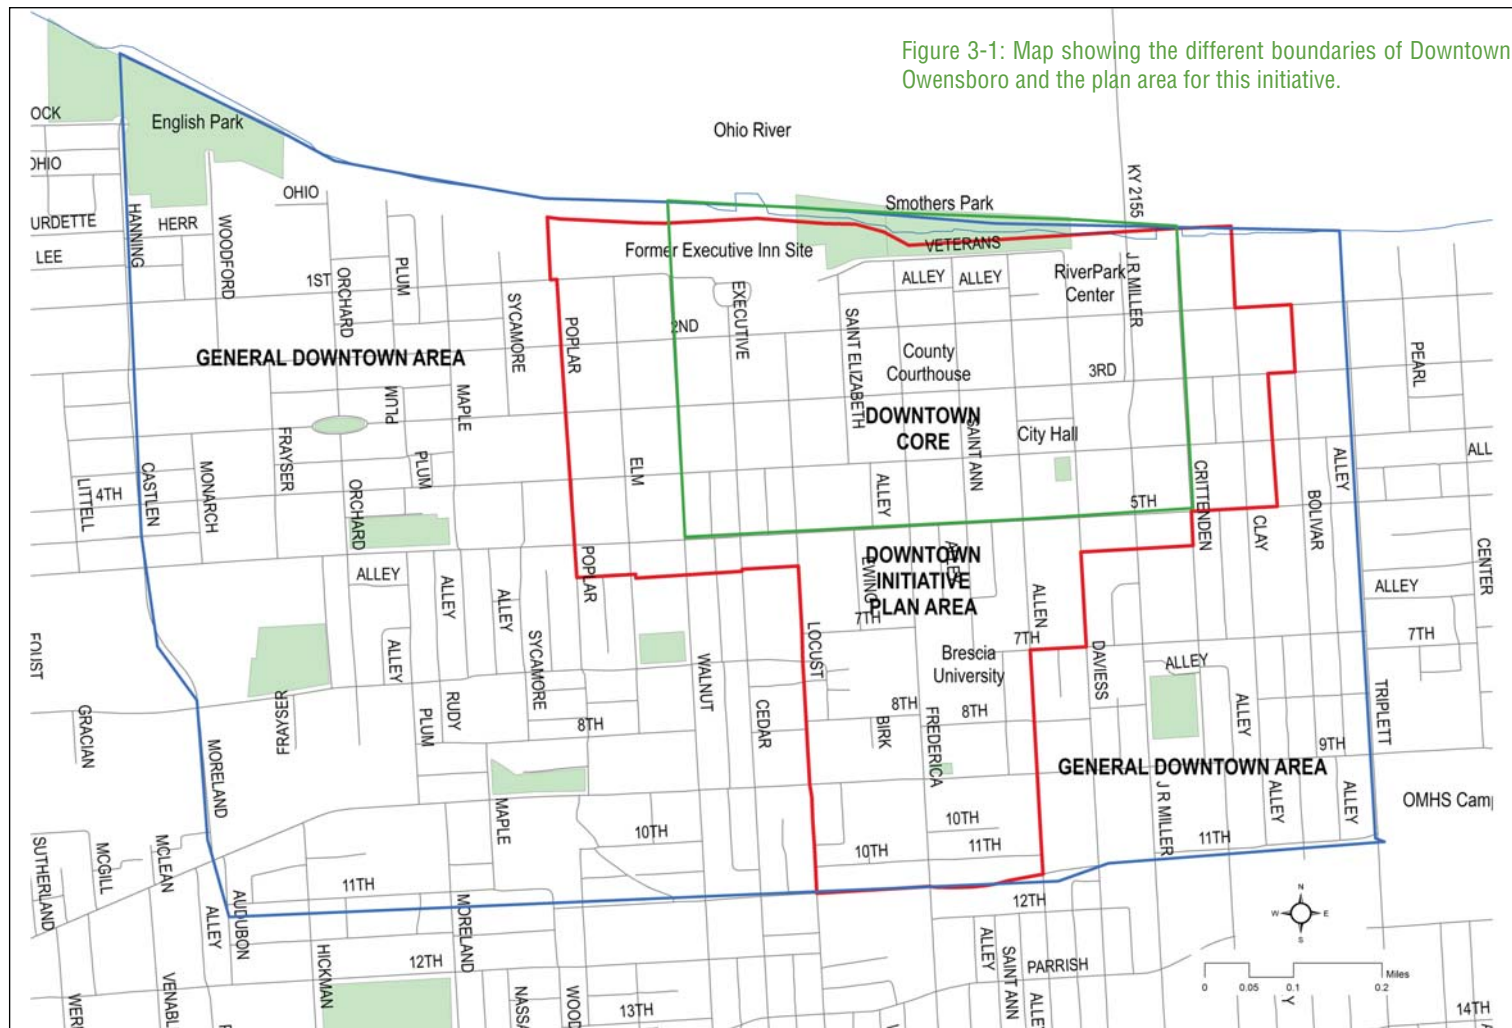 Figure 3-1: Map showing the different boundaries of Downtown
Owensboro and the plan area for this initiative.
OCK
English Park
Ohio River
OHIO
OHIO
KY 2155
Smothers Park
URDETTE
HANNING
HERR
WOODFORD
LEE
Former Executive Inn Site
VETERANS
1ST
ORCHARD
PLUM
SYCAMORE
POPLAR
2ND
EXECUTIVE
ALLEY
ALLEY
RiverPark
Center
J R MILLER
SAINT ELIZABETH
GENERAL DOWNTOWN AREA
County
Courthouse
3RD
PEARL
PLUM
MAPLE
DOWNTOWN
CORE
SAINT ANN
City Hall
FRAYSER
MONARCH
CASTLEN
LITTELL
4TH
ORCHARD
PLUM
ELM
ALLEY
5TH
CRITTENDEN
CLAY
BOLIVAR
ALLEY
ALL
CENTER
POPLAR
ALLEY
ALLEY
ALLEY
DOWNTOWN
INITIATIVE
PLAN AREA
ALLEY
EWING
7TH
ALLEN
7TH
ALLEY
7TH
FOUST
ALLEY
SYCAMORE
LOCUST
Brescia
University
DAVIESS
ALLEY
GRACIAN
FRAYSER
PLUM
RUDY
8TH
WALNUT
CEDAR
BIRK
8TH
FREDERICA
8TH
ALLEY
TRIPLETT
9TH
MORELAND
GENERAL DOWNTOWN AREA
MAPLE
J R MILLER
ALLEY
ALLEY
OMHS Cam
SUTHERLAND
MCGILL
MCLEAN
10TH
10TH
10TH
11TH
11TH
11TH
ALLEY
AUDUBON
MORELAND
12TH
N
W
E
S
HICKMAN
12TH
ALLEY
SAINT ANN
PARRISH
VENABL
NASSA
WOOD
13TH
ALLE
Miles
0 0.05 0.1 0.2
14TH